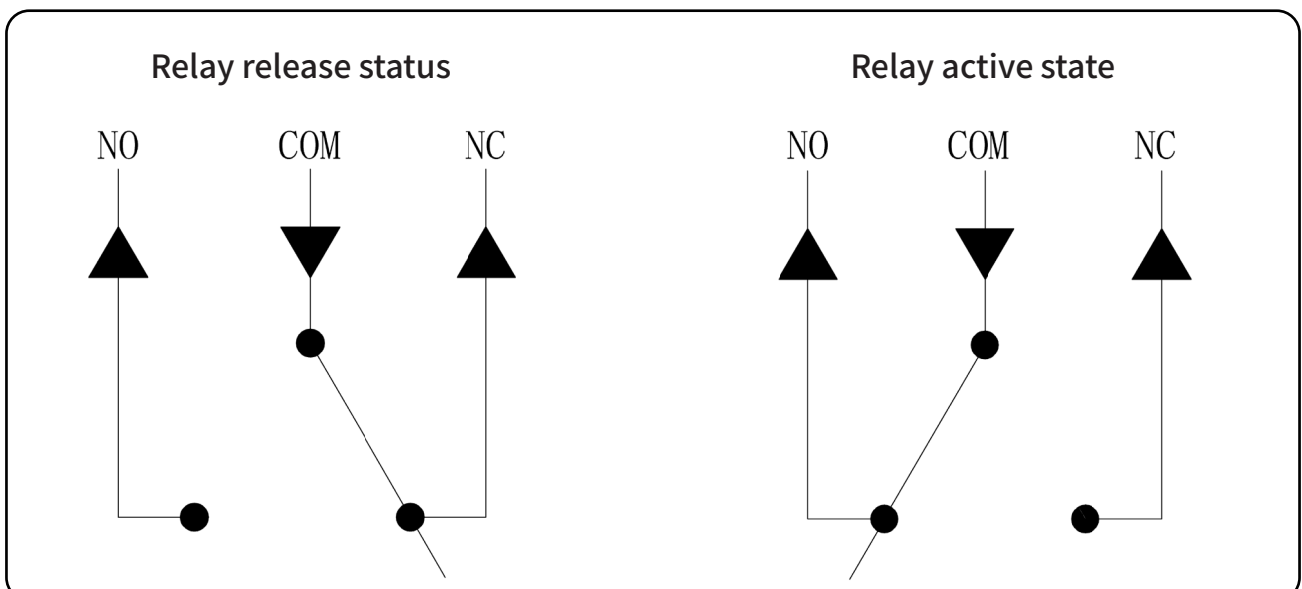 Relay release status
Relay active state
NO COM NC
NO COM NC